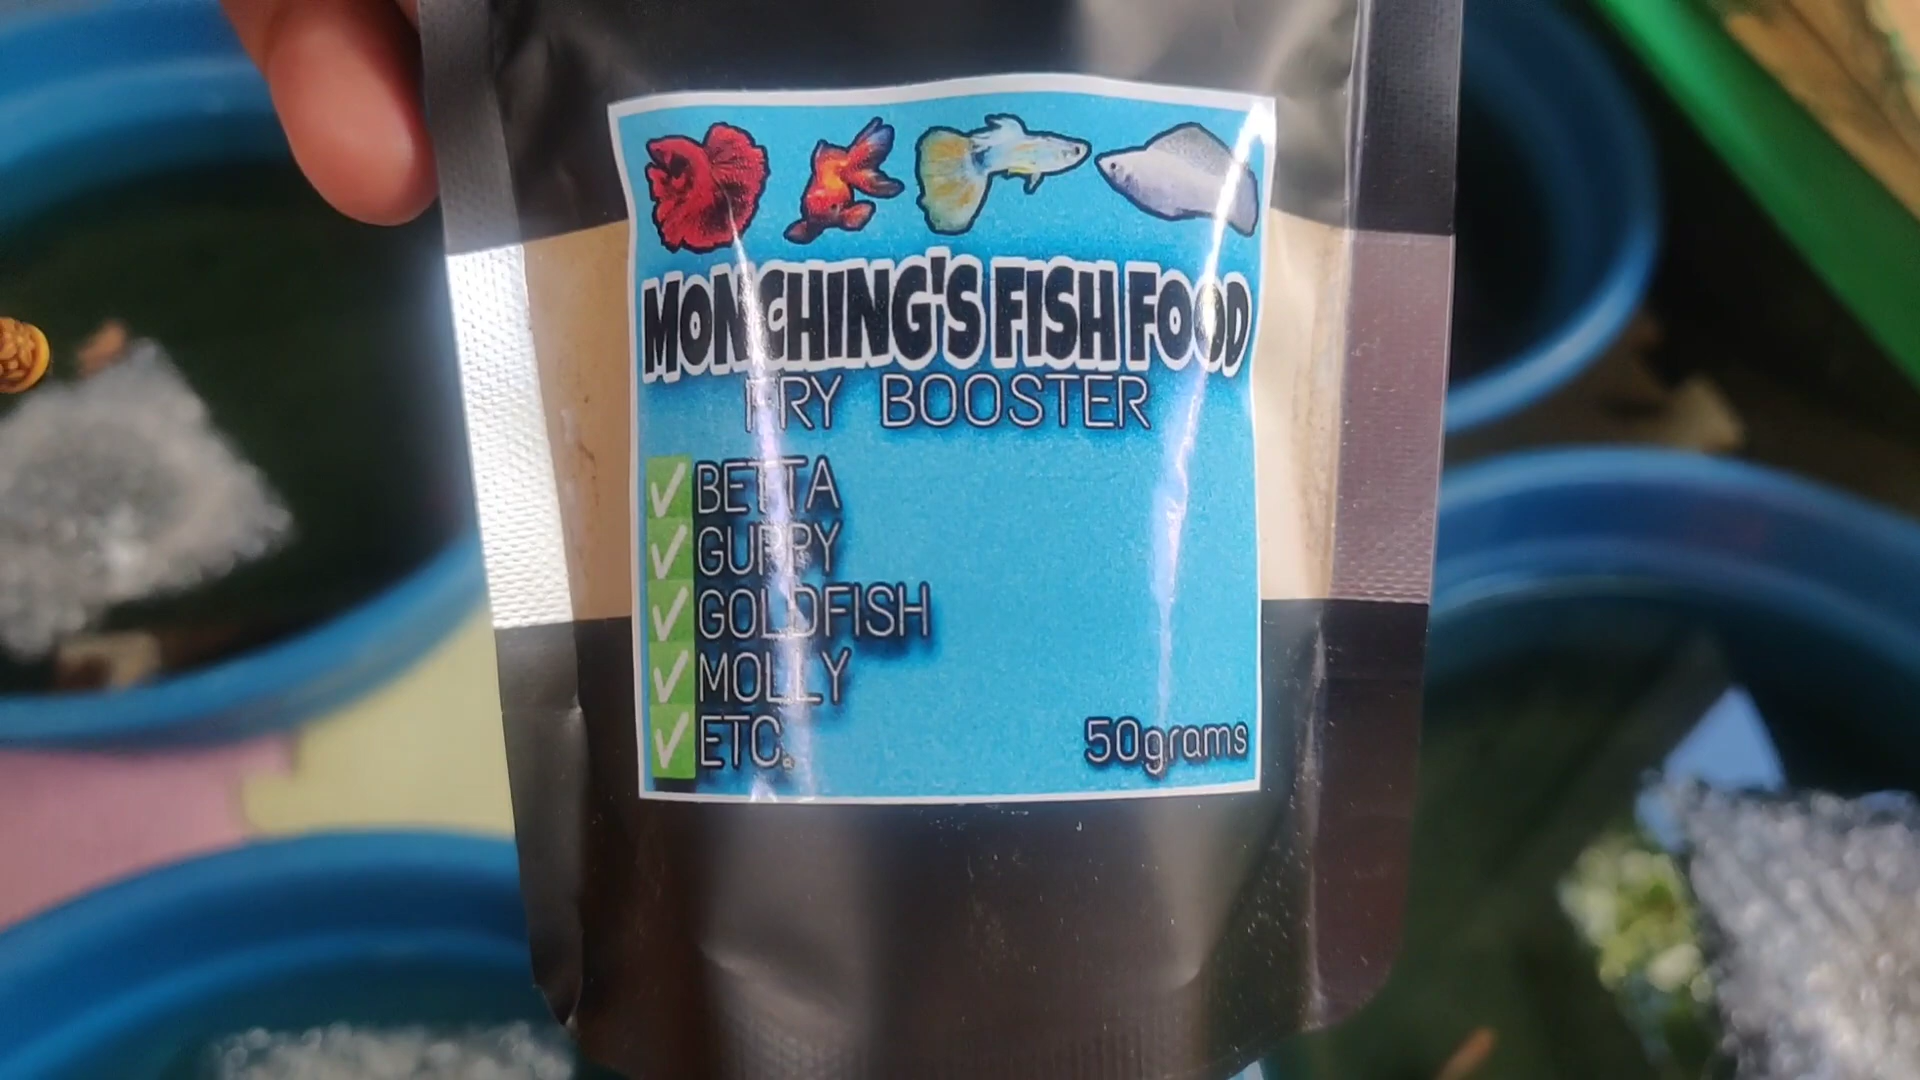 MONCHING'S FISH FOOD
FRY BOOSTER
BETTA
GUPPY
GOLDFISH
MOLLY
ETC.
50grams